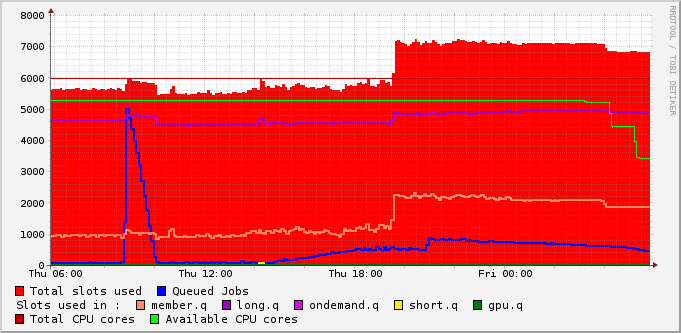 8000
7000
6000
5000
4000
3000
2000
1000
0
Thu 06:00 Thu 12:00 Thu 18:00 Fri 00:00
Total slots used Queued Jobs
Slots used in : member.q long.q ondemand.q short.q gpu.q
Total CPU cores Available CPU cores
RRDTOOL / TOBI OETIKER